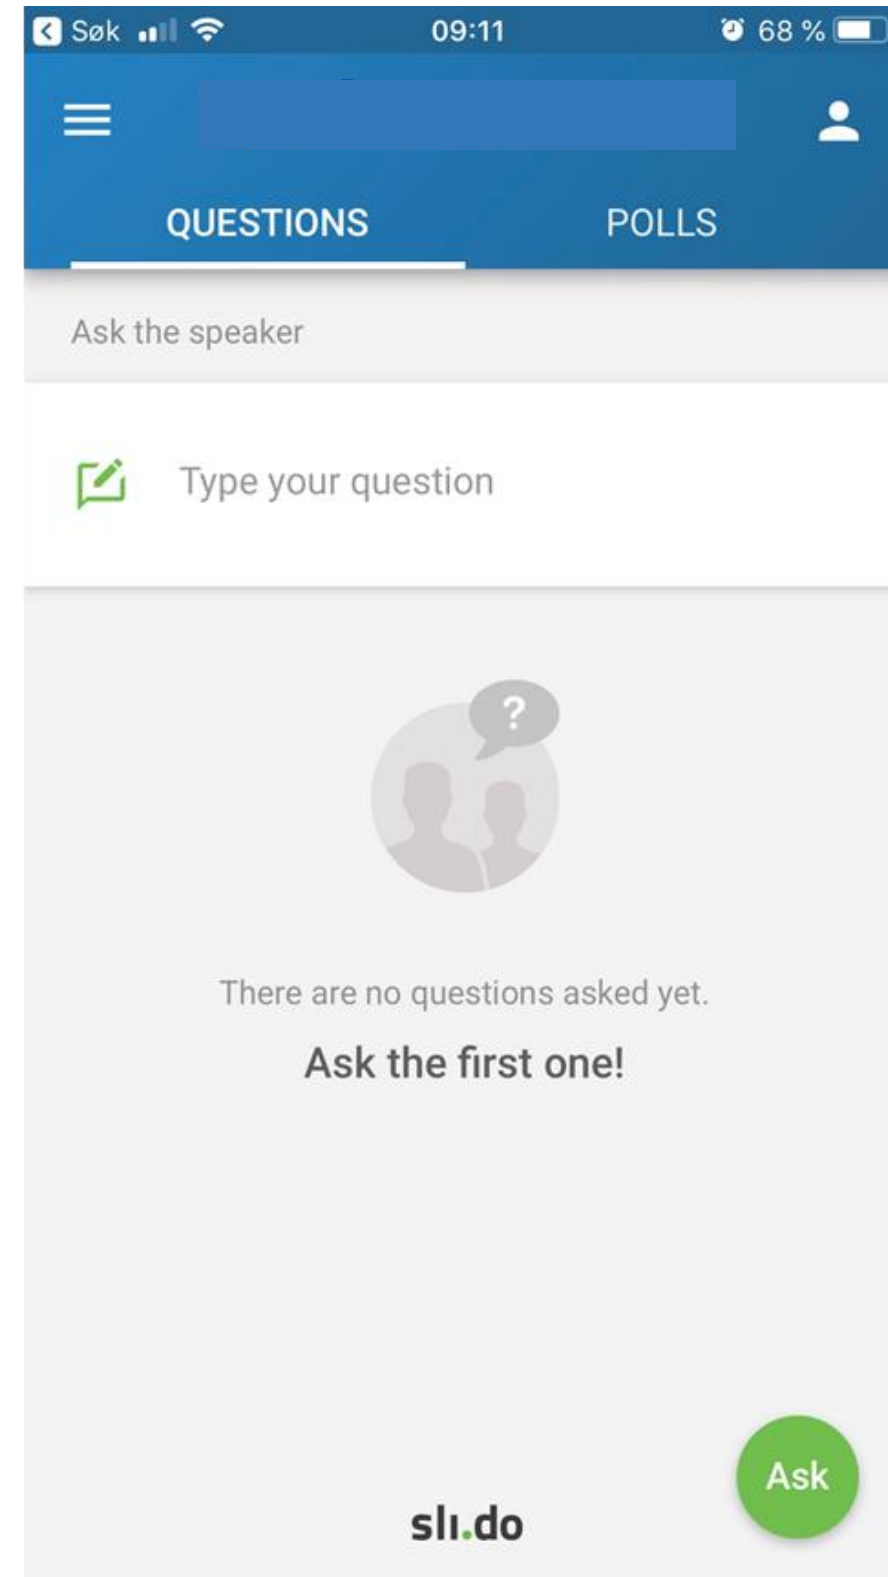 Søk 09:11 68 %
QUESTIONS POLLS
Ask the speaker
Type your question
?
There are no questions asked yet.
Ask the first one!
Ask
slı.do